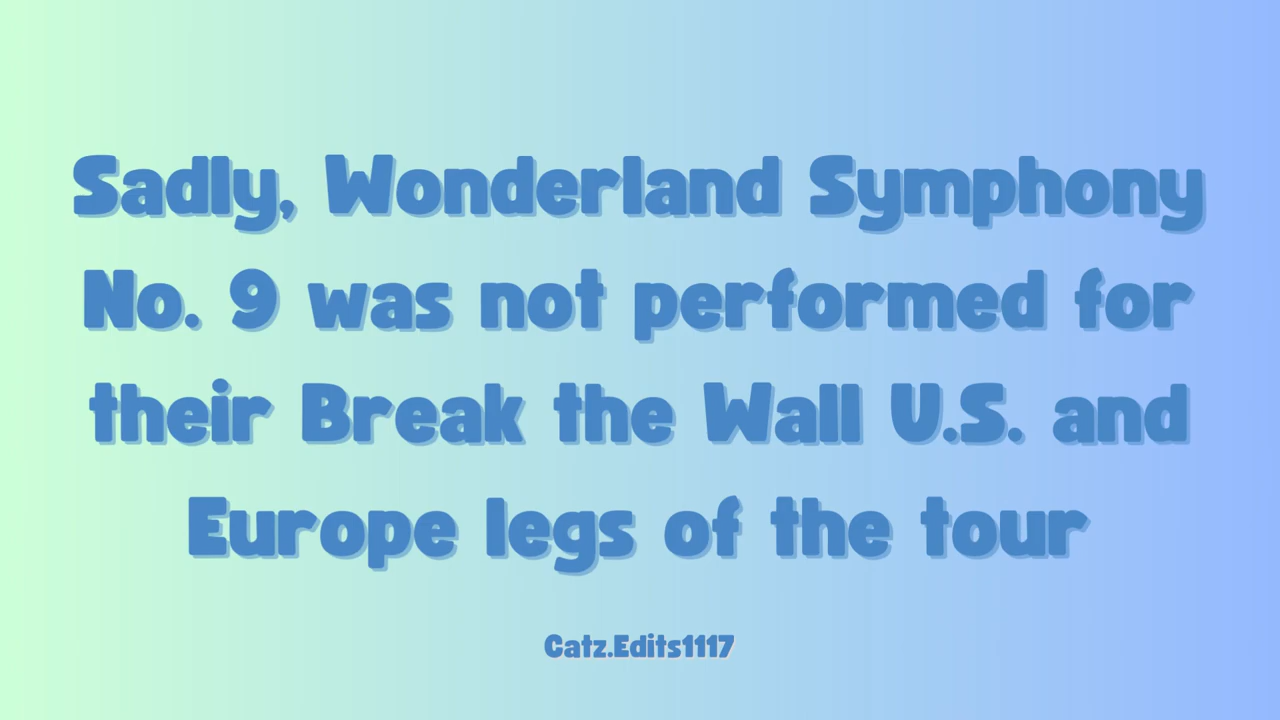 Sadly, Wonderland Symphony
No. 9 was not performed for
their Break the Wall U.S. and
Europe legs of the tour
Catz.Edits1117